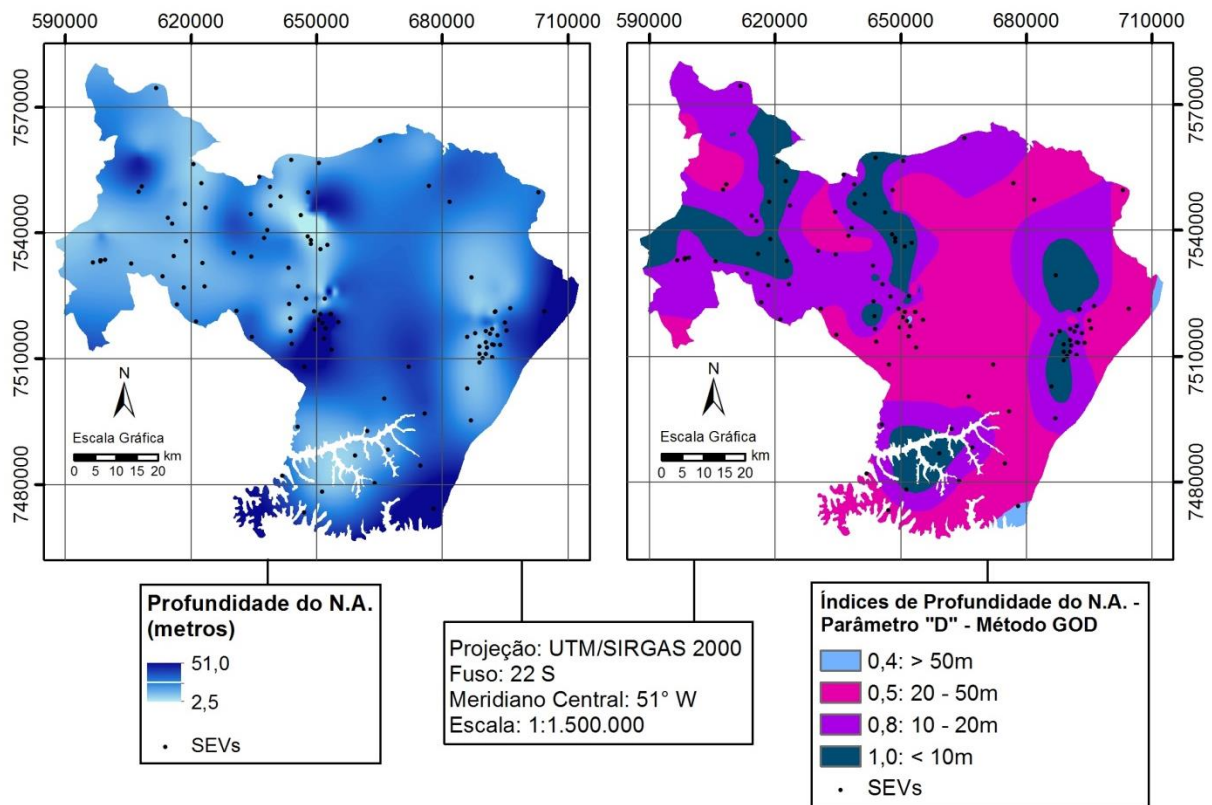 590000 620000 650000 680000 710000
590000 620000 650000 680000 710000
7570000
7540000
7510000
7480000
7570000
7540000
7510000
7480000
N
Escala Gráfica
km
0 5 10 15 20
N
Escala Gráfica
km
0 5 10 15 20
Profundidade do N.A.
(metros)
51,0
2,5
SEVs
Projeção: UTM/SIRGAS 2000
Fuso: 22 S
Meridiano Central: 51° W
Escala: 1:1.500.000
Índices de Profundidade do N.A. -
Parâmetro "D" - Método GOD
0,4: > 50m
0,5: 20 - 50m
0,8: 10 - 20m
1,0: < 10m
SEVs